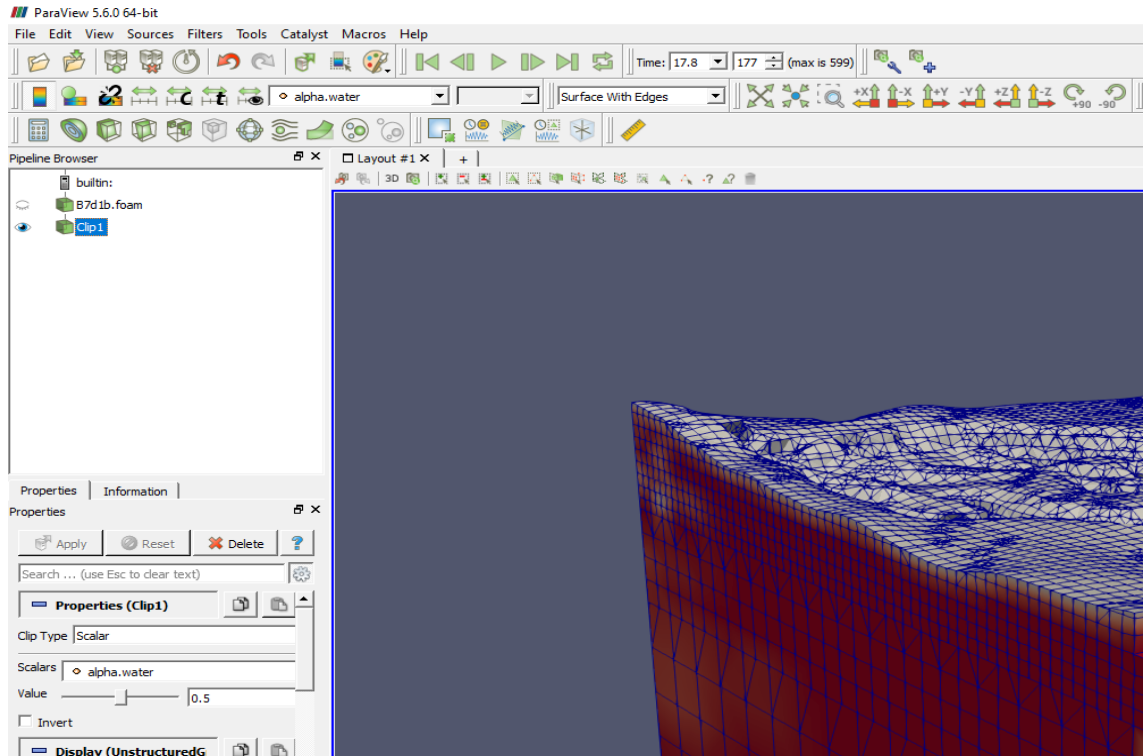 ParaView 5.6.0 64-bit
File Edit View Sources Filters Tools Catalyst Macros Help
Time: 17.8 177 (max is 599)
alpha.water Surface With Edges +X -X +Y -Y +Z -Z +90 -90
Pipeline Browser
Layout #1 +
3D
builtin:
B7d1b.foam
Clip1
Properties Information
Properties
Apply Reset Delete ?
Search ... (use Esc to clear text)
Properties (Clip1)
Clip Type Scalar
Scalars alpha.water
Value 0.5
Invert
Display (UnstructuredG